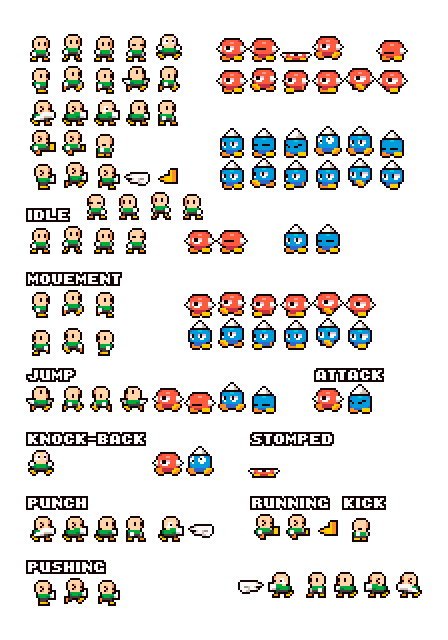 IDLE
MOVEMENT
JUMP
ATTACK
KNOCK-BACK
STOMPED
PUNCH
RUNNING KICK
PUSHING